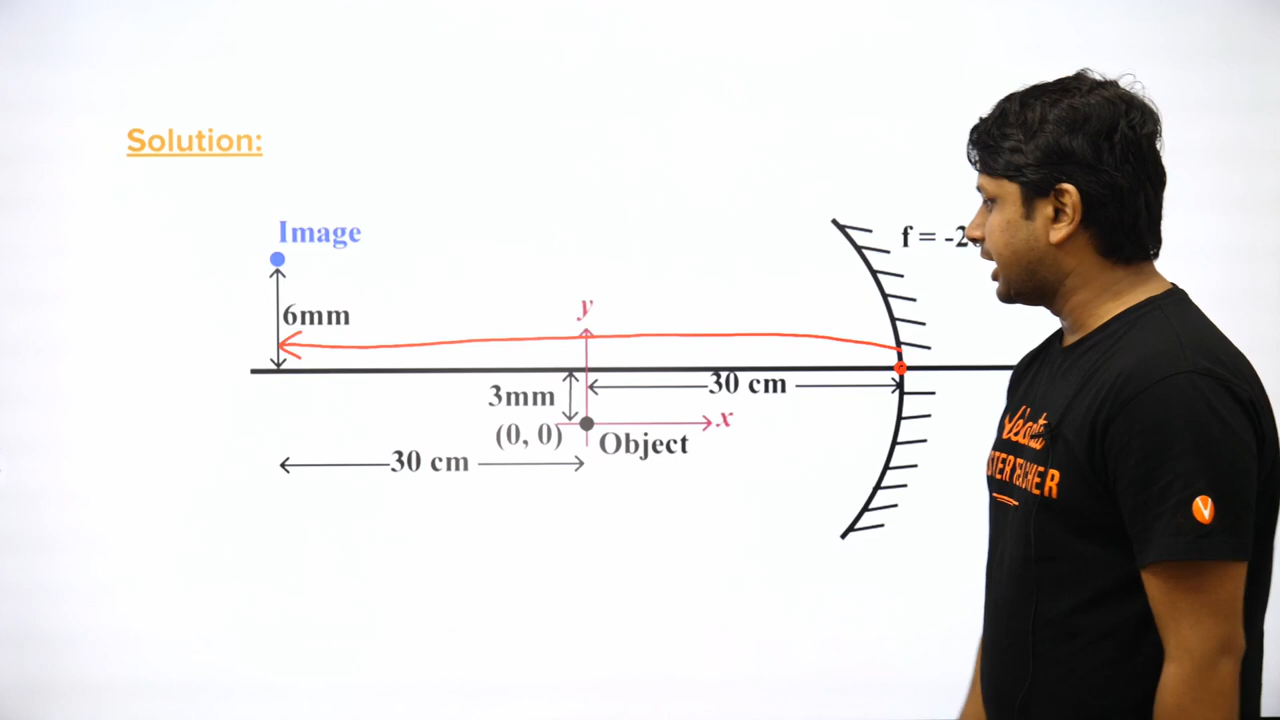 Solution:
Image
f = -2
6mm
y
30 cm
3mm
x
(0, 0)
Object
30 cm
V